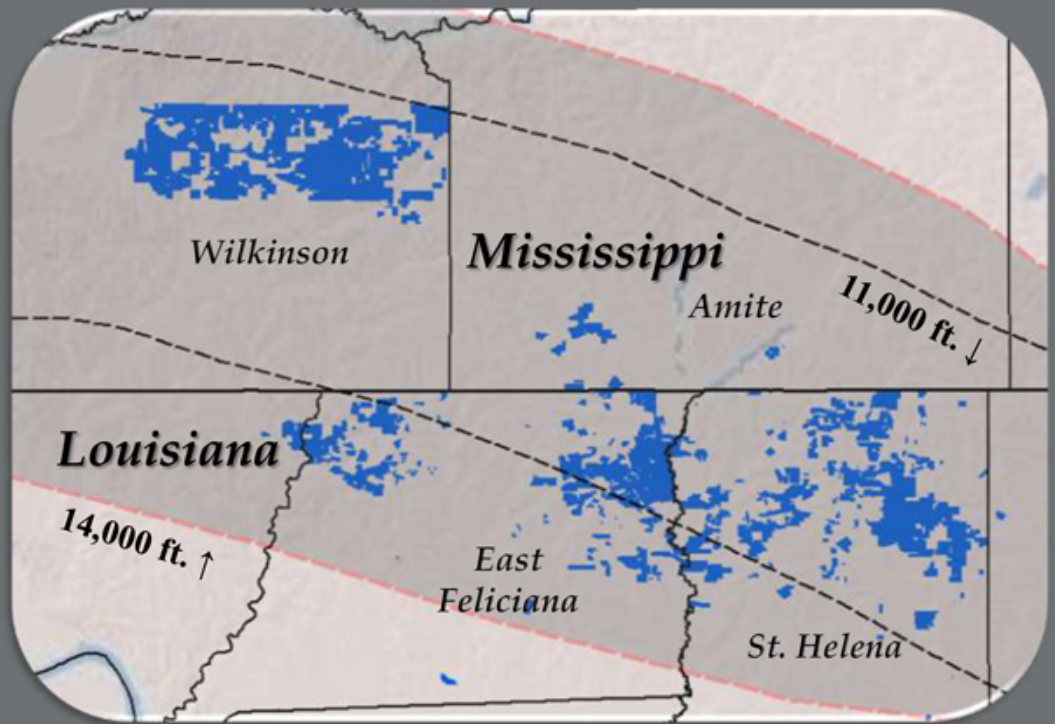 Wilkinson
Mississippi
Amite
11,000 ft. ↓
Louisiana
14,000 ft. ↑
East
Feliciana
St. Helena